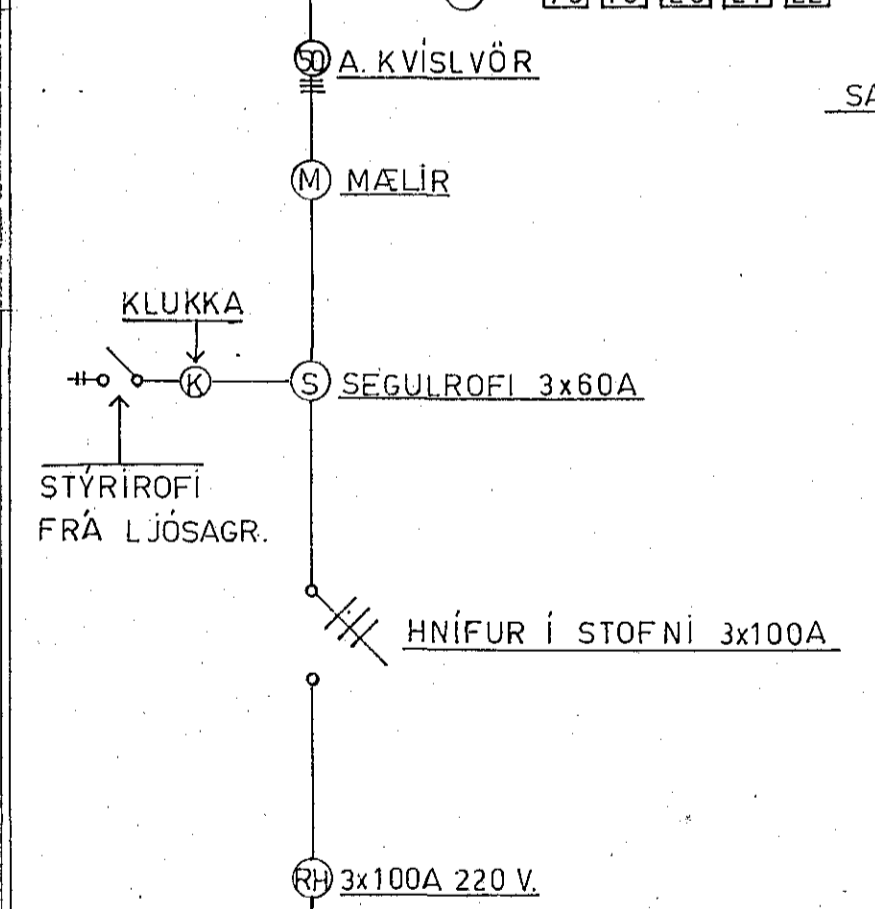 50 A. KVÍSLVÖR
SA
M MÆLIR
KLUKKA
K S SEGULROFI 3x60A
STÝRIROFI
FRÁ LJÓSAGR.
HNÍFUR Í STOFNI 3x100A
RH 3x100A 220 V.